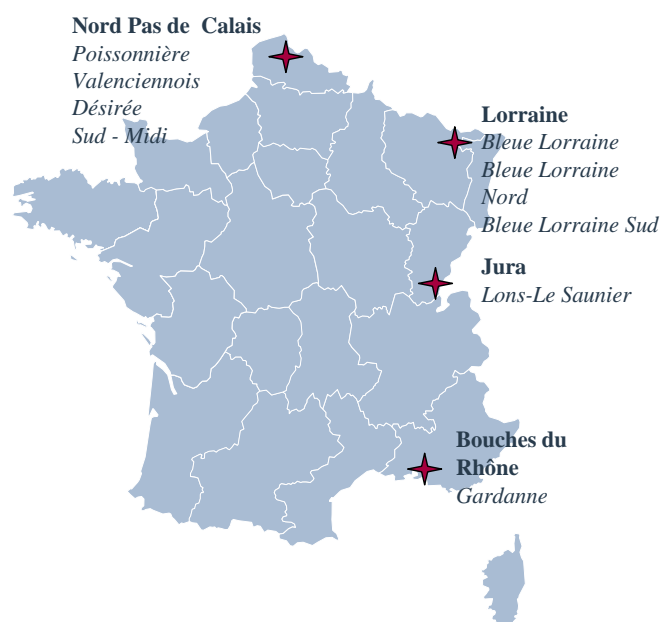 Nord Pas de Calais
Poissonnière
Valenciennois
Désirée
Sud - Midi
Lorraine
Bleue Lorraine
Bleue Lorraine
Nord
Bleue Lorraine Sud
Jura
Lons-Le Saunier
Bouches du
Rhône
Gardanne